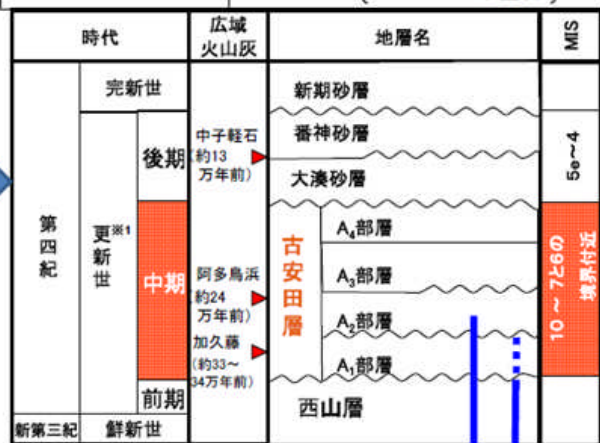 時代
広域
火山灰
地層名
MIS
第四紀
完新世
更新世※1
後期
中期
前期
新第三紀
鮮新世
中子軽石
(約13
万年前)
阿多鳥浜
(約24
万年前)
加久藤
(約33～
34万年前)
新期砂層
番神砂層
大湊砂層
古安田層
A4部層
A3部層
A2部層
A1部層
西山層
5e～4
10～7と6の
境界付近